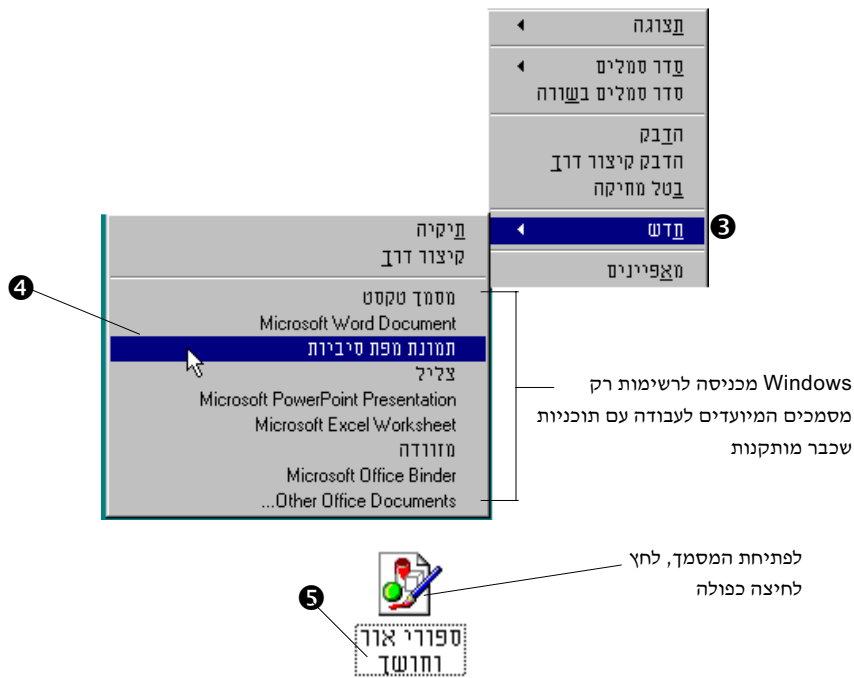 תצוגה
סדר סמלים
סדר סמלים בשורה
הדבק
הדבק קיצור דרך
בטל מחיקה
❸ חדש
מאפיינים
תיקיה
קיצור דרך
❹
מסמך טקסט
Microsoft Word Document
תמונת מפת סיביות
צליל
Microsoft PowerPoint Presentation
Microsoft Excel Worksheet
מזוודה
Microsoft Office Binder
Other Office Documents...
Windows מכניסה לרשימות רק
מסמכים המיועדים לעבודה עם תוכניות
שכבר מותקנות
לפתיחת המסמך, לחץ
לחיצה כפולה
❺
ספורי אור
וחושך